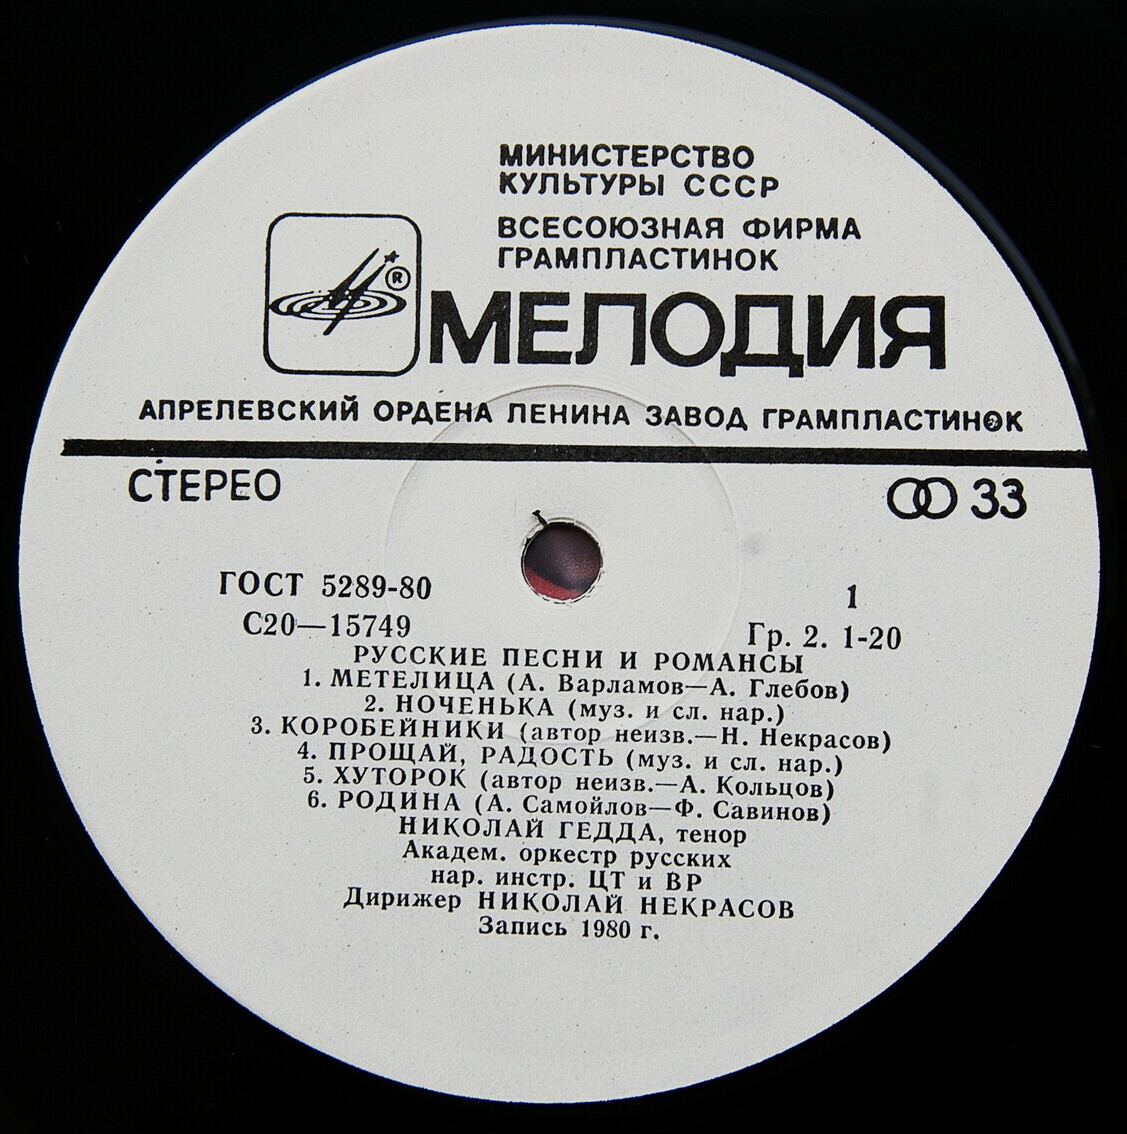 МИНИСТЕРСТВО
КУЛЬТУРЫ СССР
ВСЕСОЮЗНАЯ ФИРМА
ГРАМПЛАСТИНОК
®
МЕЛОДИЯ
АПРЕЛЕВСКИЙ ОРДЕНА ЛЕНИНА ЗАВОД ГРАМПЛАСТИНОК
СТЕРЕО
33
ГОСТ 5289-80
1
С20—15749
Гр. 2. 1-20
РУССКИЕ ПЕСНИ И РОМАНСЫ
1. МЕТЕЛИЦА (А. Варламов—А. Глебов)
2. НОЧЕНЬКА (муз. и сл. нар.)
3. КОРОБЕЙНИКИ (автор неизв.—Н. Некрасов)
4. ПРОЩАЙ, РАДОСТЬ (муз. и сл. нар.)
5. ХУТОРОК (автор неизв.—А. Кольцов)
6. РОДИНА (А. Самойлов—Ф. Савинов)
НИКОЛАЙ ГЕДДА, тенор
Академ. оркестр русских
нар. инстр. ЦТ и ВР
Дирижер НИКОЛАЙ НЕКРАСОВ
Запись 1980 г.